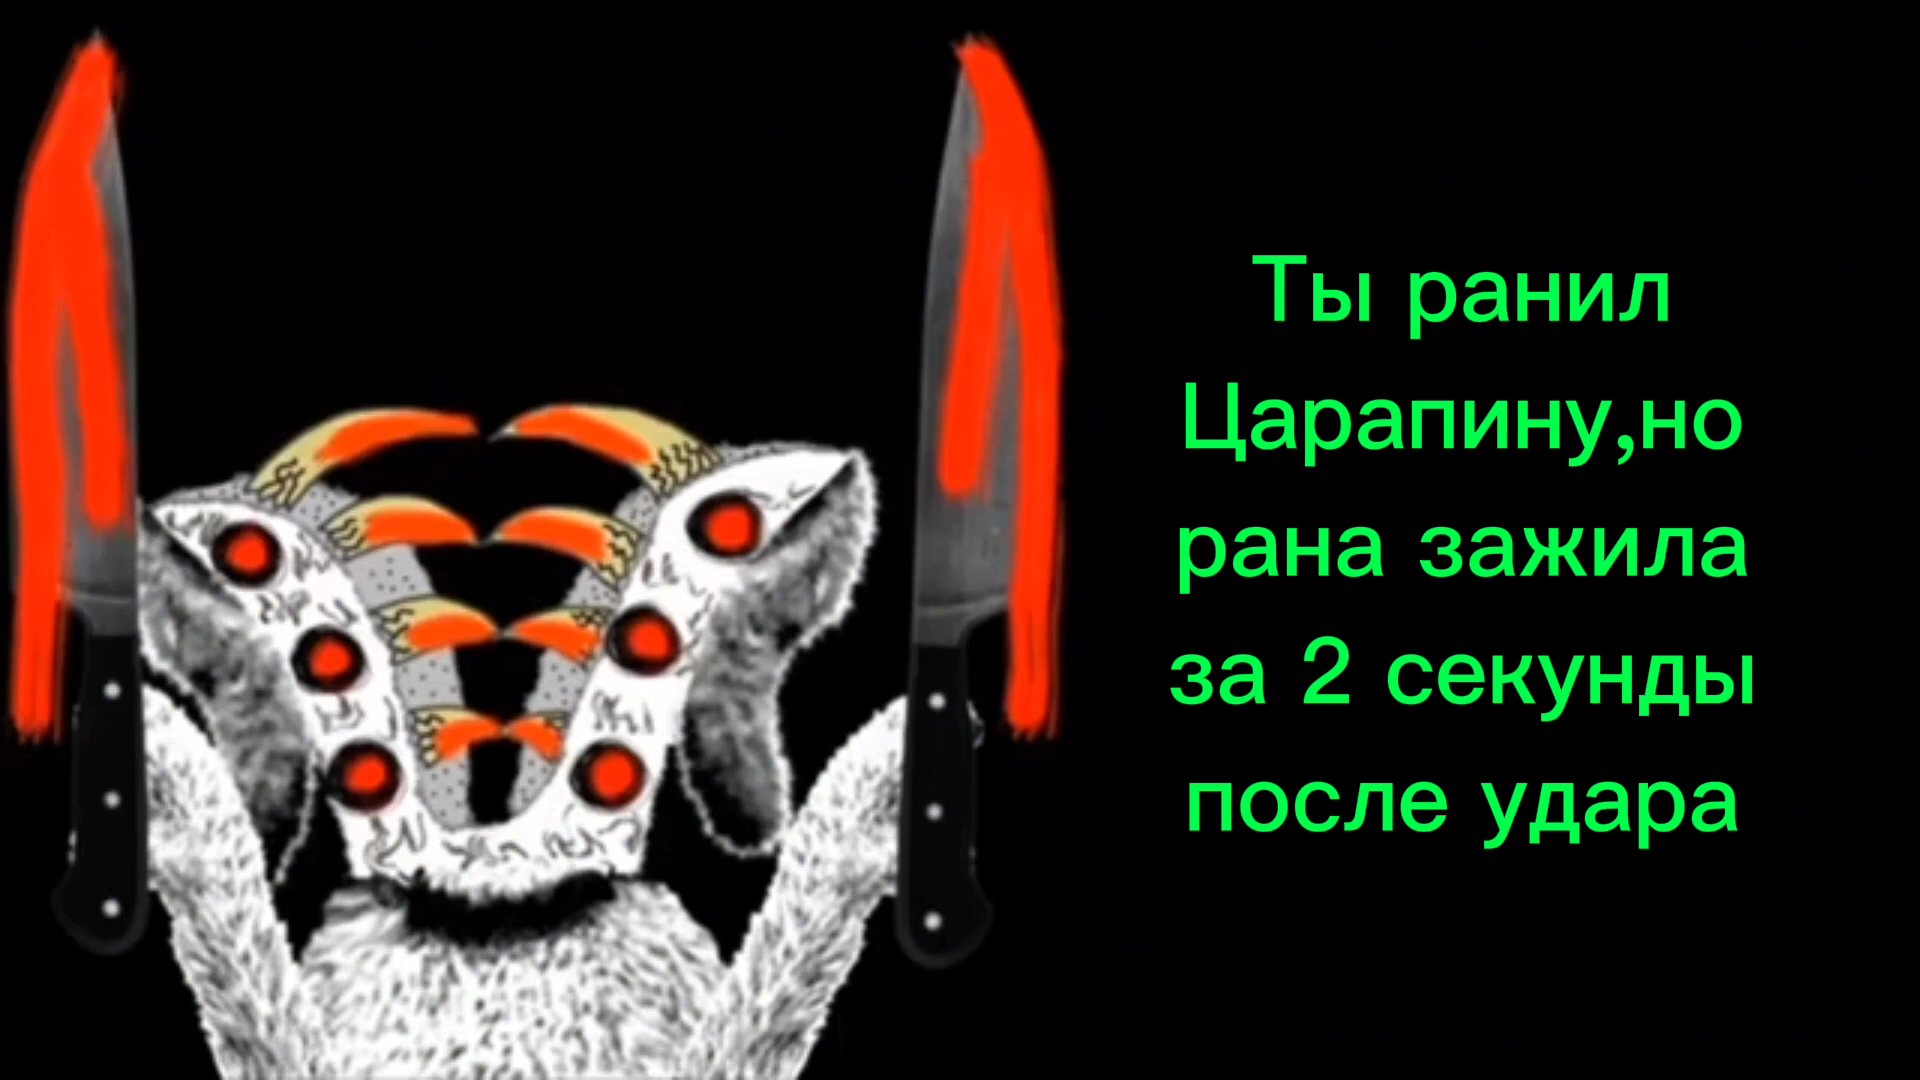 Ты ранил
Царапину,но
рана зажила
за 2 секунды
после удара